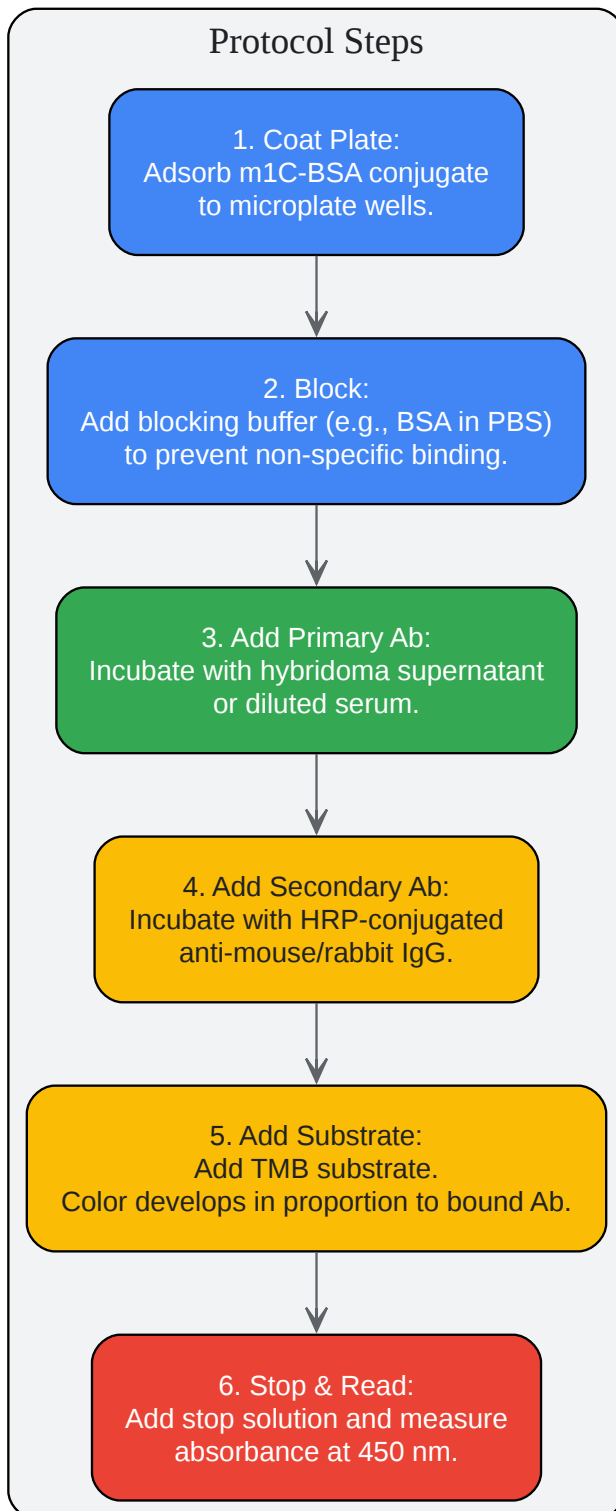 Protocol Steps
1. Coat Plate:
Adsorb m1C-BSA conjugate
to microplate wells.
2. Block:
Add blocking buffer (e.g., BSA in PBS)
to prevent non-specific binding.
3. Add Primary Ab:
Incubate with hybridoma supernatant
or diluted serum.
4. Add Secondary Ab:
Incubate with HRP-conjugated
anti-mouse/rabbit IgG.
5. Add Substrate:
Add TMB substrate.
Color develops in proportion to bound Ab.
6. Stop & Read:
Add stop solution and measure
absorbance at 450 nm.